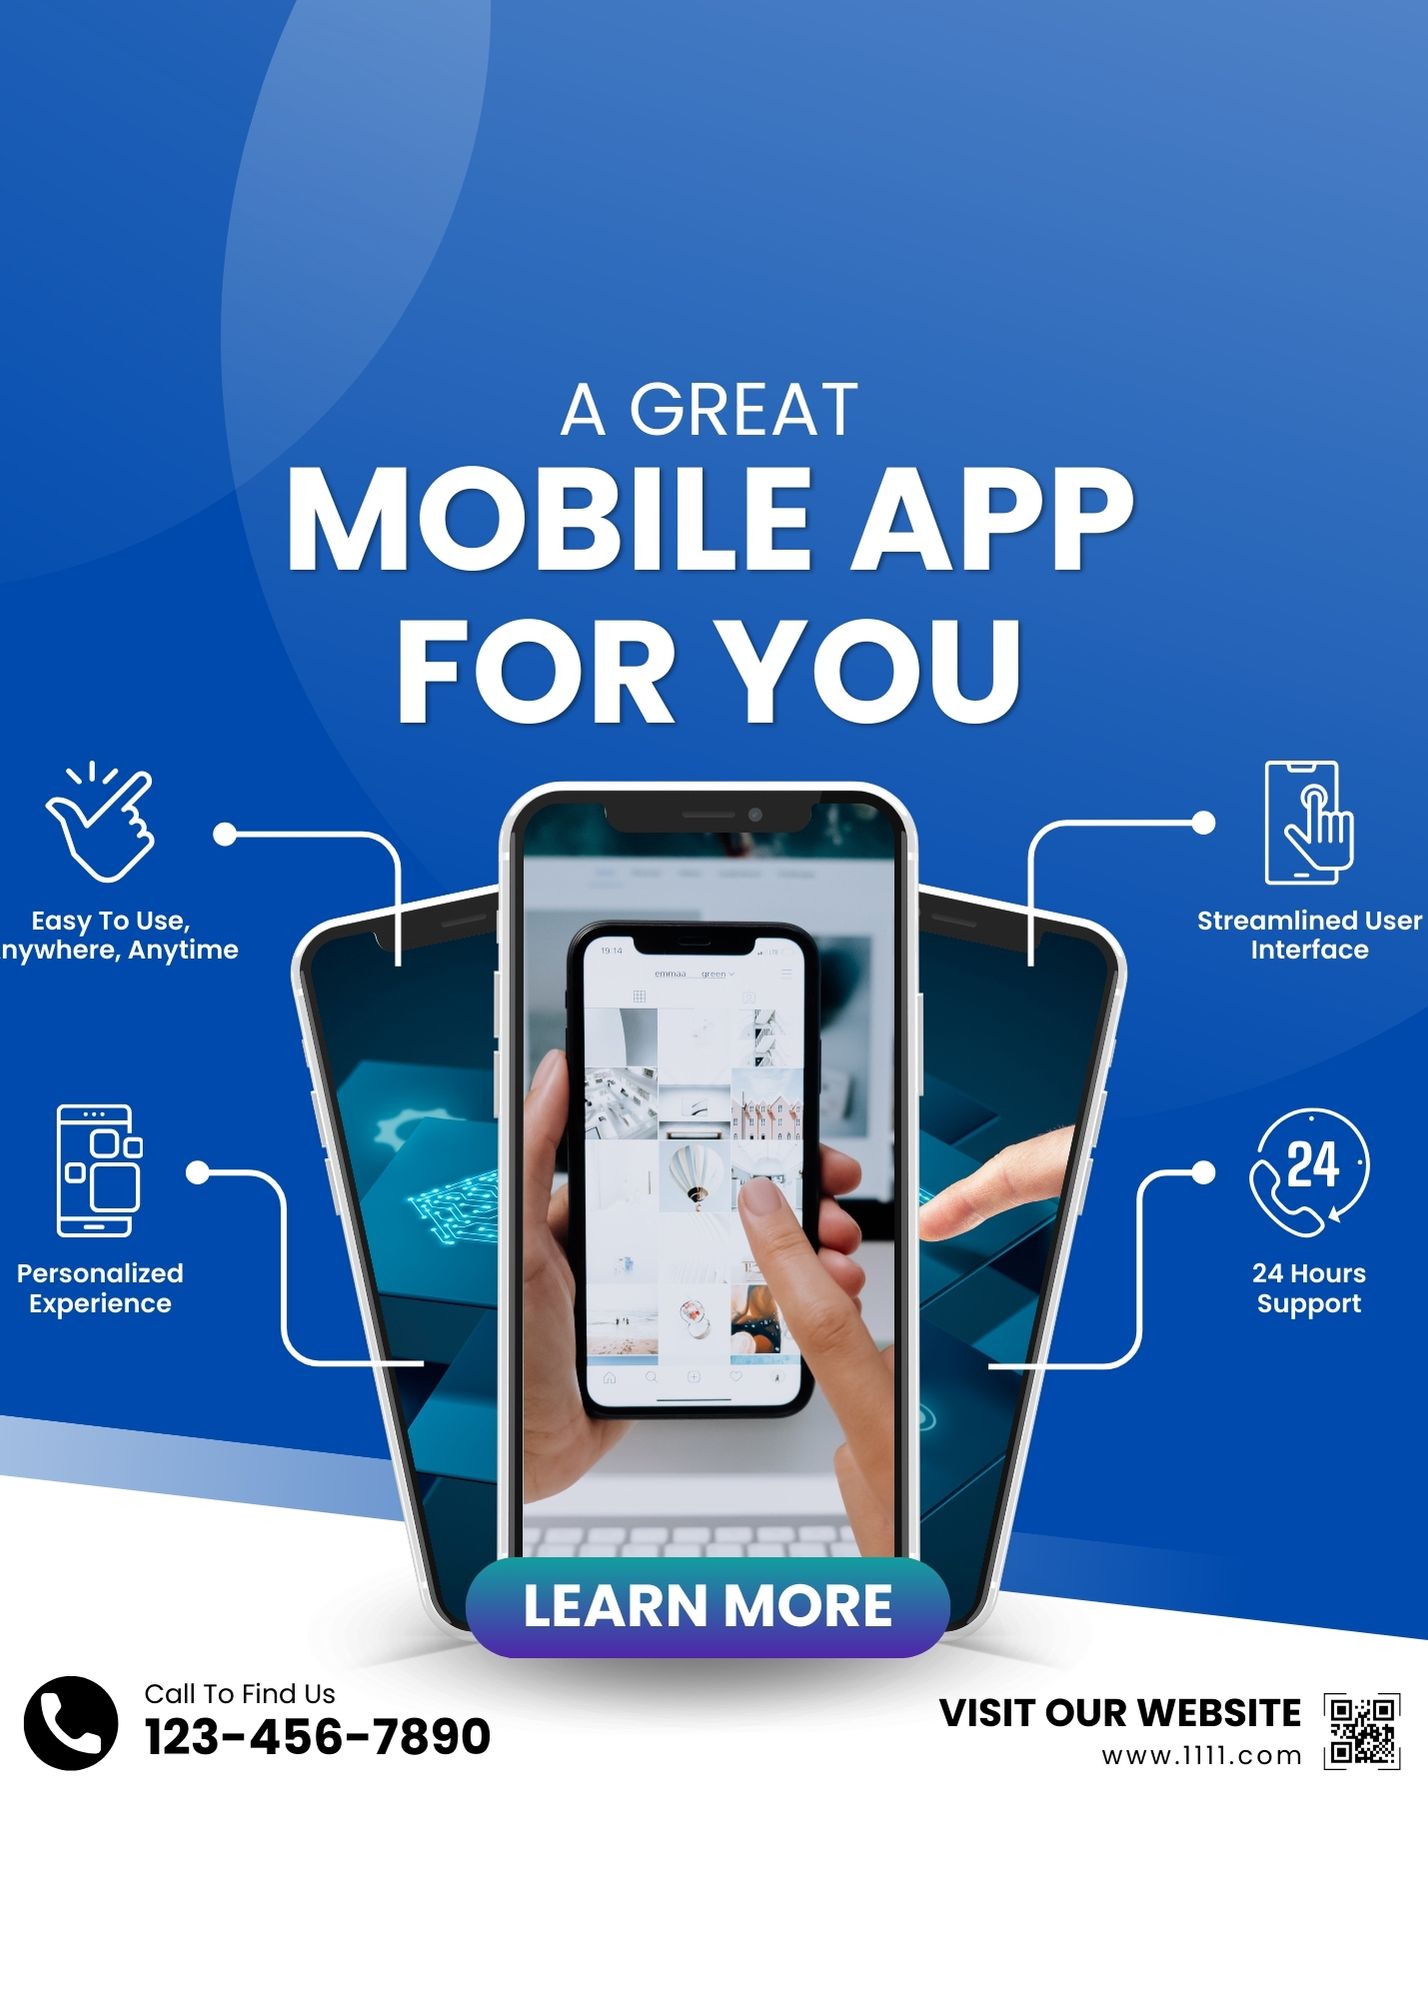 A GREAT
MOBILE APP
FOR YOU
Easy To Use,
nywhere, Anytime
Streamlined User
Interface
19:14
emmaa__green
Personalized
Experience
24
24 Hours
Support
LEARN MORE
Call To Find Us
123-456-7890
VISIT OUR WEBSITE
www.1111.com